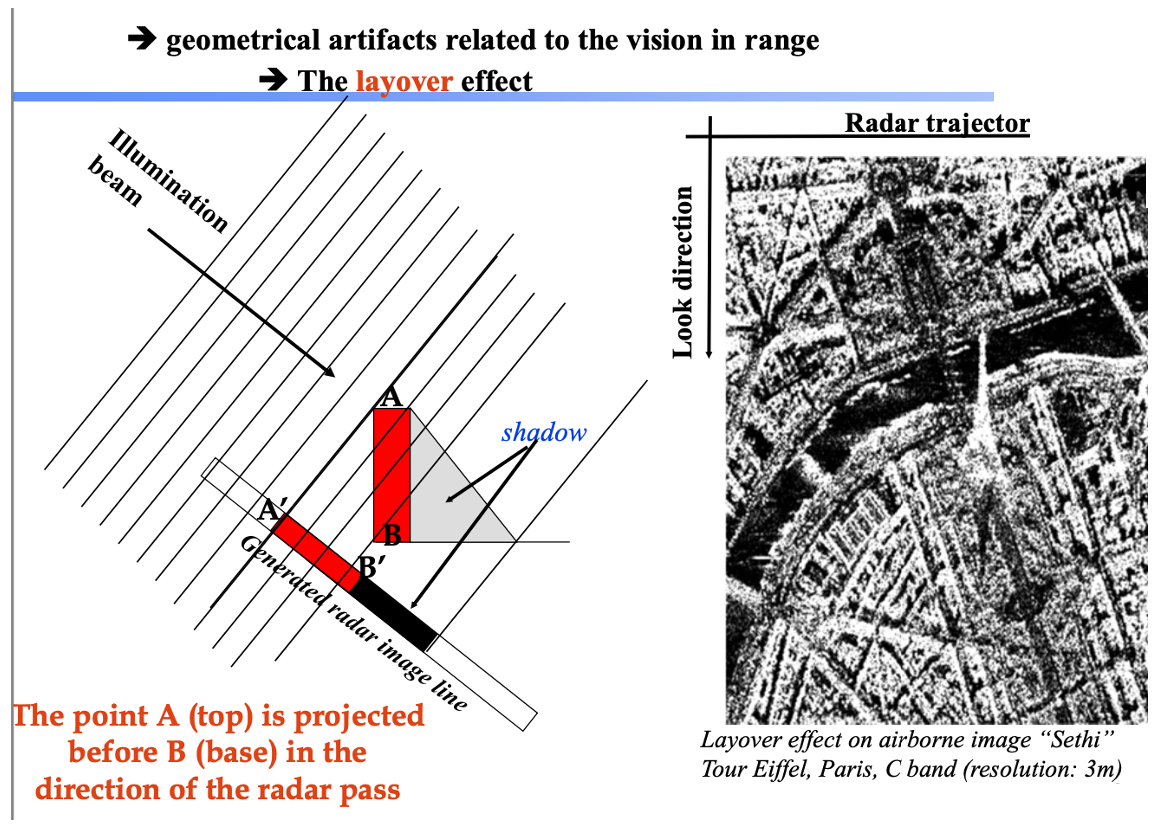 ➔ geometrical artifacts related to the vision in range
➔ The layover effect
Radar trajector
Illumination
beam
Look direction
A
shadow
A′
B
B′
Generated radar image line
The point A (top) is projected
before B (base) in the
direction of the radar pass
Layover effect on airborne image “Sethi”
Tour Eiffel, Paris, C band (resolution: 3m)